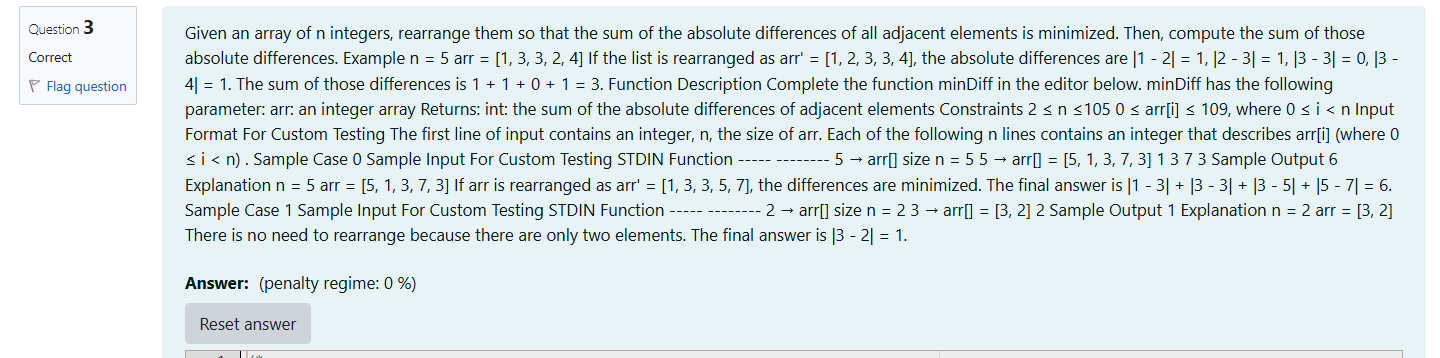 Question 3
Correct
Flag question
Given an array of n integers, rearrange them so that the sum of the absolute differences of all adjacent elements is minimized. Then, compute the sum of those
absolute differences. Example n = 5 arr = [1, 3, 3, 2, 4] If the list is rearranged as arr' = [1, 2, 3, 3, 4], the absolute differences are |1 - 2| = 1, |2 - 3| = 1, |3 - 3| = 0, |3 -
4| = 1. The sum of those differences is 1 + 1 + 0 + 1 = 3. Function Description Complete the function minDiff in the editor below. minDiff has the following
parameter: arr: an integer array Returns: int: the sum of the absolute differences of adjacent elements Constraints 2 ≤ n ≤105 0 ≤ arr[i] ≤ 109, where 0 ≤ i < n Input
Format For Custom Testing The first line of input contains an integer, n, the size of arr. Each of the following n lines contains an integer that describes arr[i] (where 0
≤ i < n) . Sample Case 0 Sample Input For Custom Testing STDIN Function ----- -------- 5 → arr[] size n = 5 5 → arr[] = [5, 1, 3, 7, 3] 1 3 7 3 Sample Output 6
Explanation n = 5 arr = [5, 1, 3, 7, 3] If arr is rearranged as arr' = [1, 3, 3, 5, 7], the differences are minimized. The final answer is |1 - 3| + |3 - 3| + |3 - 5| + |5 - 7| = 6.
Sample Case 1 Sample Input For Custom Testing STDIN Function ----- -------- 2 → arr[] size n = 2 3 → arr[] = [3, 2] 2 Sample Output 1 Explanation n = 2 arr = [3, 2]
There is no need to rearrange because there are only two elements. The final answer is |3 - 2| = 1.
Answer: (penalty regime: 0 %)
Reset answer